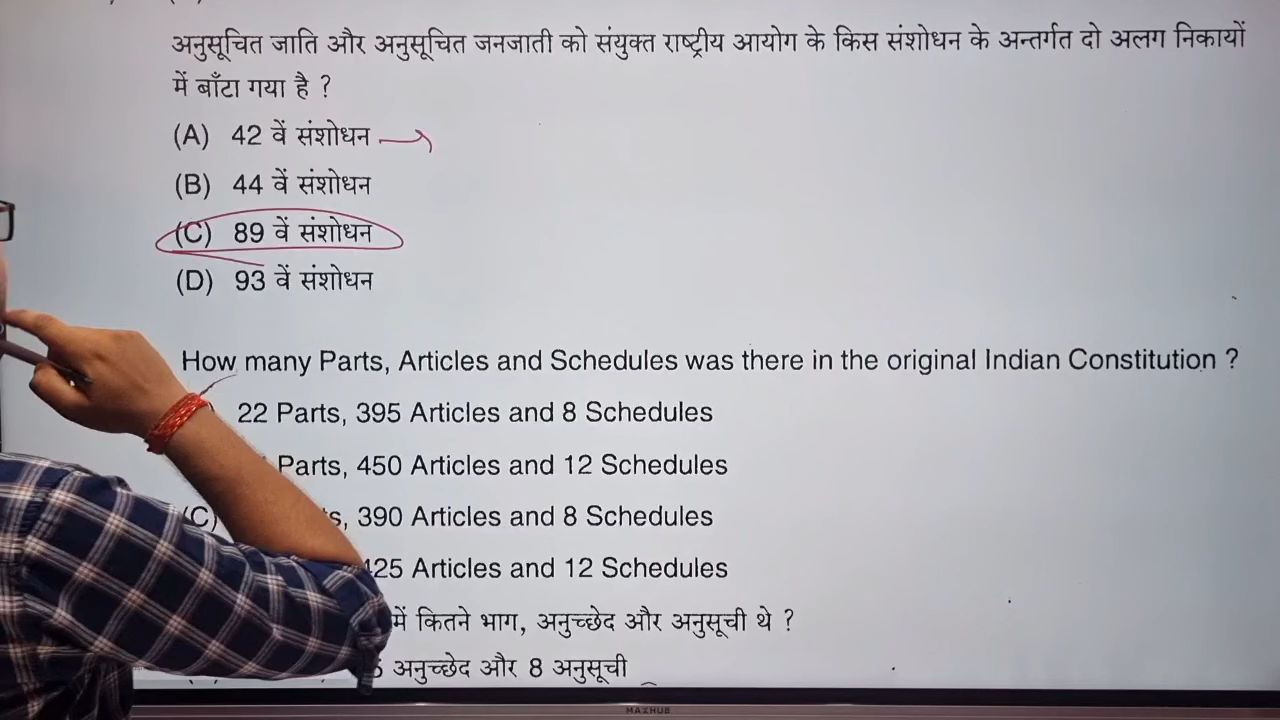 अनुसूचित जाति और अनुसूचित जनजाती को संयुक्त राष्ट्रीय आयोग के किस संशोधन के अन्तर्गत दो अलग निकायों
में बाँटा गया है ?
(A) 42 वें संशोधन
(B) 44 वें संशोधन
(C) 89 वें संशोधन
(D) 93 वें संशोधन
How many Parts, Articles and Schedules was there in the original Indian Constitution ?
22 Parts, 395 Articles and 8 Schedules
Parts, 450 Articles and 12 Schedules
(C) 390 Articles and 8 Schedules
425 Articles and 12 Schedules
में कितने भाग, अनुच्छेद और अनुसूची थे ?
अनुच्छेद और 8 अनुसूची
MAXHUB